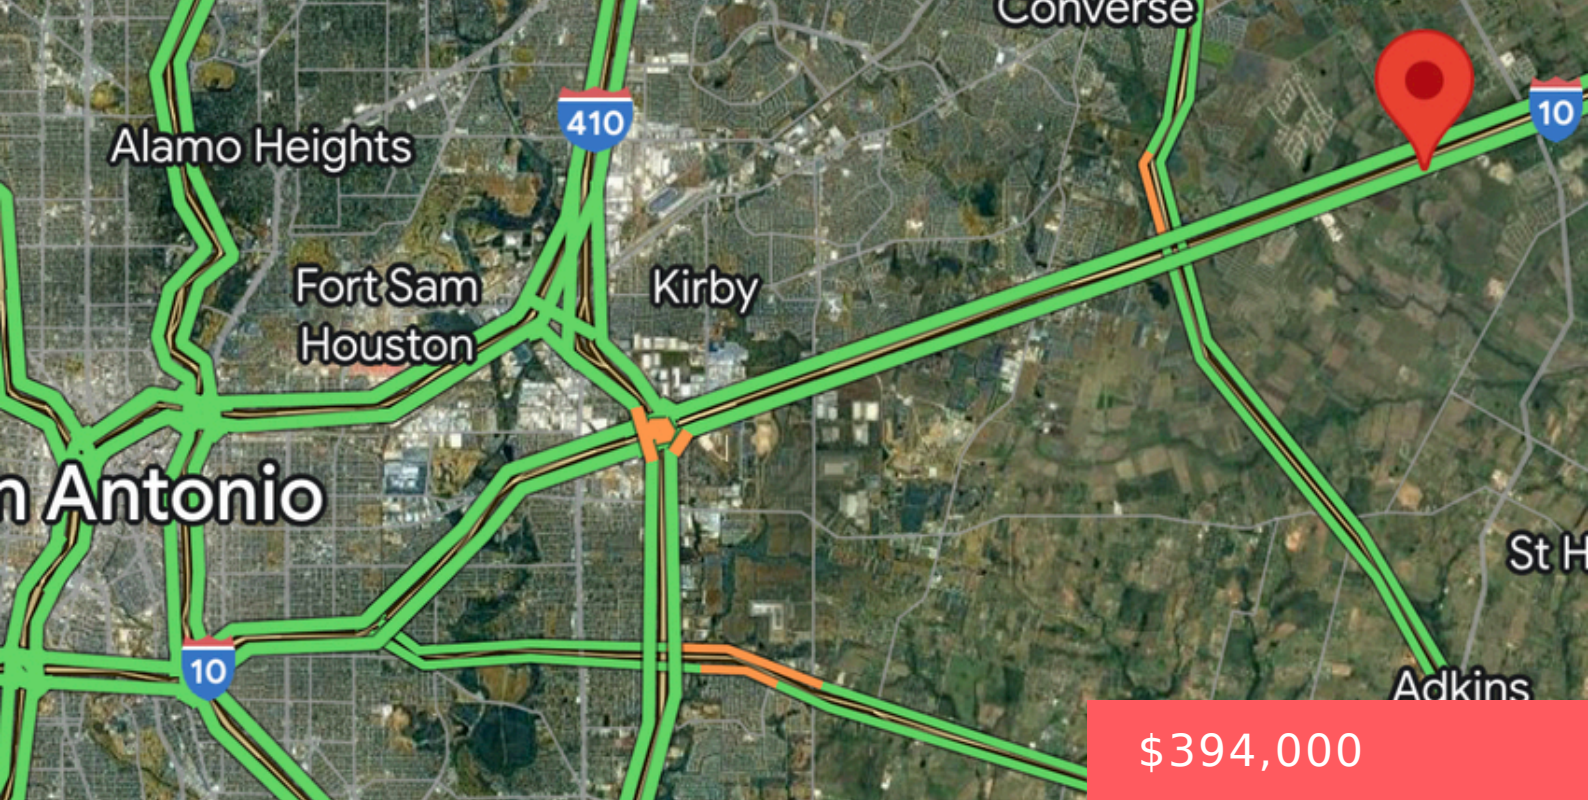 Converse
10
410
Alamo Heights
Fort Sam
Houston
Kirby
n Antonio
St H
10
Adkins
$394,000